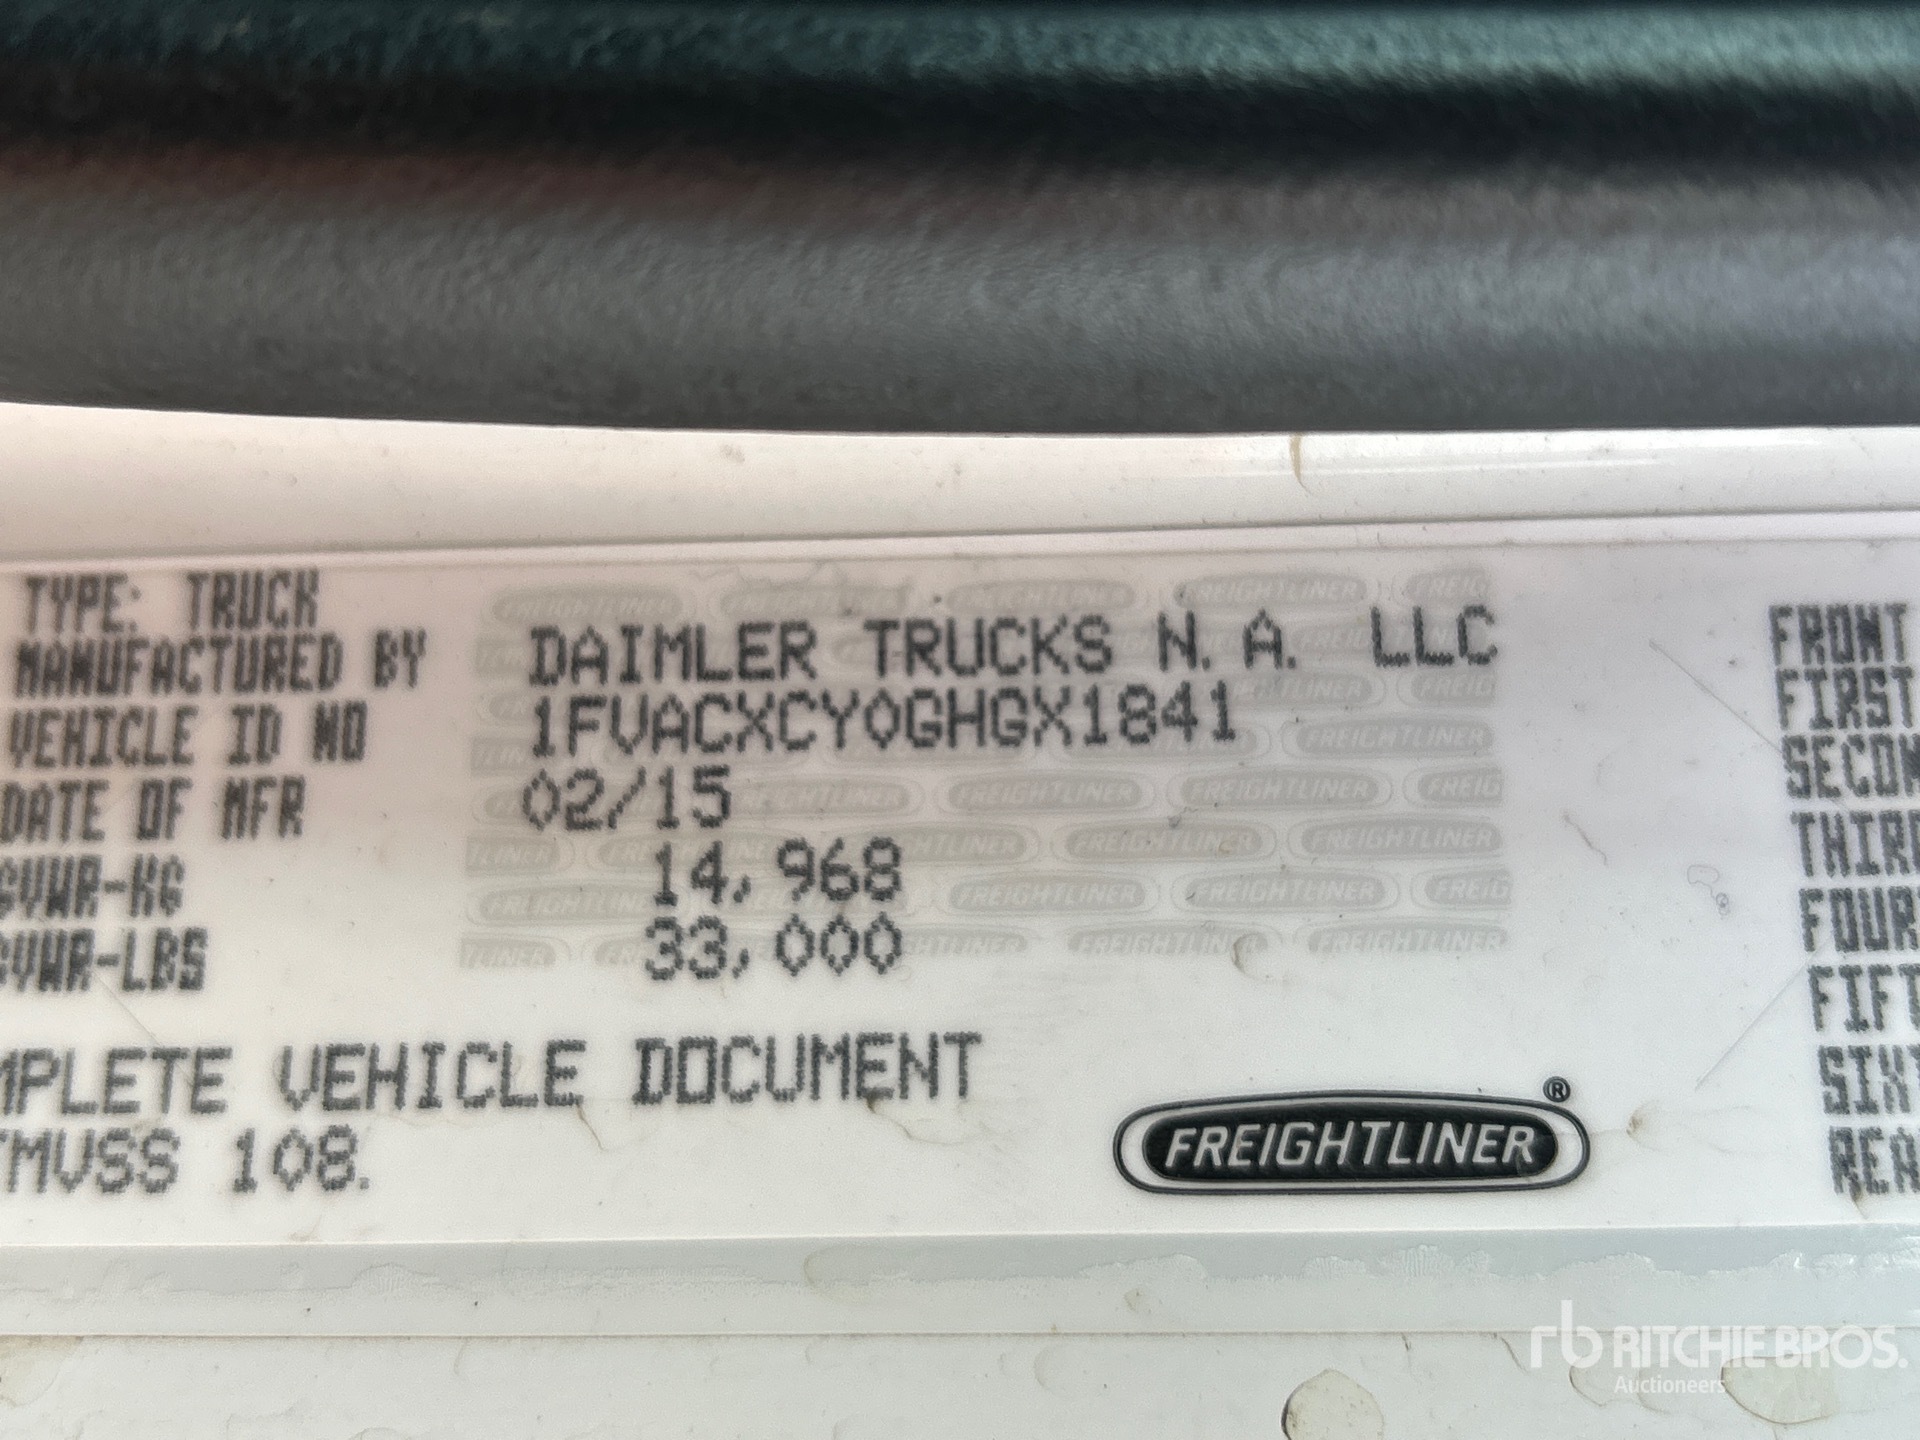 TYPE: TRUCK
MANUFACTURED BY DAIMLER TRUCKS N.A. LLC
VEHICLE ID NO 1FVACXCY0GHGX1841
DATE OF MFR 02/15
GVWR-KG 14,968
GVWR-LBS 33,000
MPLETE VEHICLE DOCUMENT
FMVSS 108.
FRONT
FIRST
SECON
THIRD
FOUR
FIFT
SIXT
REA
FREIGHTLINER®
rb RITCHIE BROS.
Auctioneers